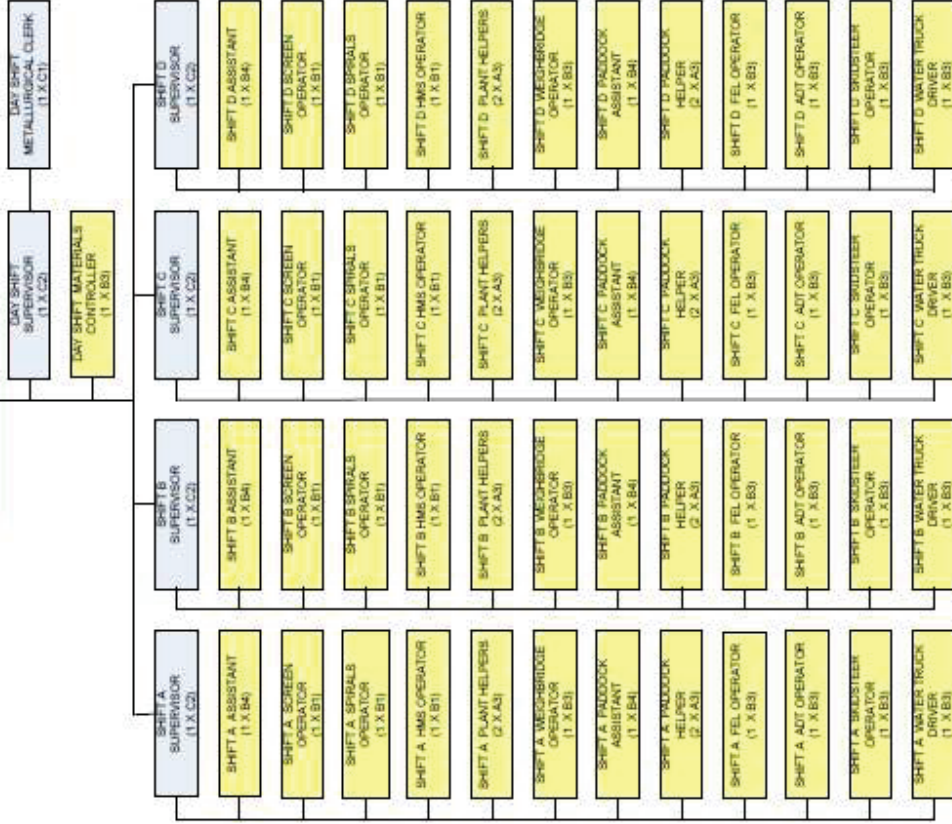 DAY SHIFT
SUPERVISOR
(1 X C2)
DAY SHIFT
METALLURGICAL CLERK
(1 X C1)
DAY SHIFT MATERIALS
CONTROLLER
(1 X B3)
SHIFT A
SUPERVISOR
(1 X C2)
SHIFT A ASSISTANT
(1 X B4)
SHIFT A SCREEN
OPERATOR
(1 X B1)
SHIFT A SPIRALS
OPERATOR
(1 X B1)
SHIFT A HMS OPERATOR
(1 X B1)
SHIFT A PLANT HELPERS
(2 X A3)
SHIFT A WEIGHBRIDGE
OPERATOR
(1 X B3)
SHIFT A PADDOCK
ASSISTANT
(1 X B4)
SHIFT A PADDOCK
HELPER
(2 X A3)
SHIFT A FEL OPERATOR
(1 X B3)
SHIFT A ADT OPERATOR
(1 X B3)
SHIFT A SKIDSTEER
OPERATOR
(1 X B3)
SHIFT A WATER TRUCK
DRIVER
(1 X B3)
SHIFT B
SUPERVISOR
(1 X C2)
SHIFT B ASSISTANT
(1 X B4)
SHIFT B SCREEN
OPERATOR
(1 X B1)
SHIFT B SPIRALS
OPERATOR
(1 X B1)
SHIFT B HMS OPERATOR
(1 X B1)
SHIFT B PLANT HELPERS
(2 X A3)
SHIFT B WEIGHBRIDGE
OPERATOR
(1 X B3)
SHIFT B PADDOCK
ASSISTANT
(1 X B4)
SHIFT B PADDOCK
HELPER
(2 X A3)
SHIFT B FEL OPERATOR
(1 X B3)
SHIFT B ADT OPERATOR
(1 X B3)
SHIFT B SKIDSTEER
OPERATOR
(1 X B3)
SHIFT B WATER TRUCK
DRIVER
(1 X B3)
SHIFT C
SUPERVISOR
(1 X C2)
SHIFT C ASSISTANT
(1 X B4)
SHIFT C SCREEN
OPERATOR
(1 X B1)
SHIFT C SPIRALS
OPERATOR
(1 X B1)
SHIFT C HMS OPERATOR
(1 X B1)
SHIFT C PLANT HELPERS
(2 X A3)
SHIFT C WEIGHBRIDGE
OPERATOR
(1 X B3)
SHIFT C PADDOCK
ASSISTANT
(1 X B4)
SHIFT C PADDOCK
HELPER
(2 X A3)
SHIFT C FEL OPERATOR
(1 X B3)
SHIFT C ADT OPERATOR
(1 X B3)
SHIFT C SKIDSTEER
OPERATOR
(1 X B3)
SHIFT C WATER TRUCK
DRIVER
(1 X B3)
SHIFT D
SUPERVISOR
(1 X C2)
SHIFT D ASSISTANT
(1 X B4)
SHIFT D SCREEN
OPERATOR
(1 X B1)
SHIFT D SPIRALS
OPERATOR
(1 X B1)
SHIFT D HMS OPERATOR
(1 X B1)
SHIFT D PLANT HELPERS
(2 X A3)
SHIFT D WEIGHBRIDGE
OPERATOR
(1 X B3)
SHIFT D PADDOCK
ASSISTANT
(1 X B4)
SHIFT D PADDOCK
HELPER
(2 X A3)
SHIFT D FEL OPERATOR
(1 X B3)
SHIFT D ADT OPERATOR
(1 X B3)
SHIFT D SKIDSTEER
OPERATOR
(1 X B3)
SHIFT D WATER TRUCK
DRIVER
(1 X B3)